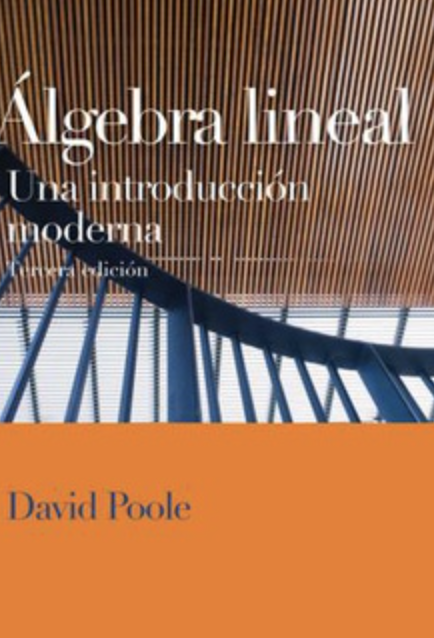 Álgebra lineal
Una introducción
moderna
Tercera edición
David Poole